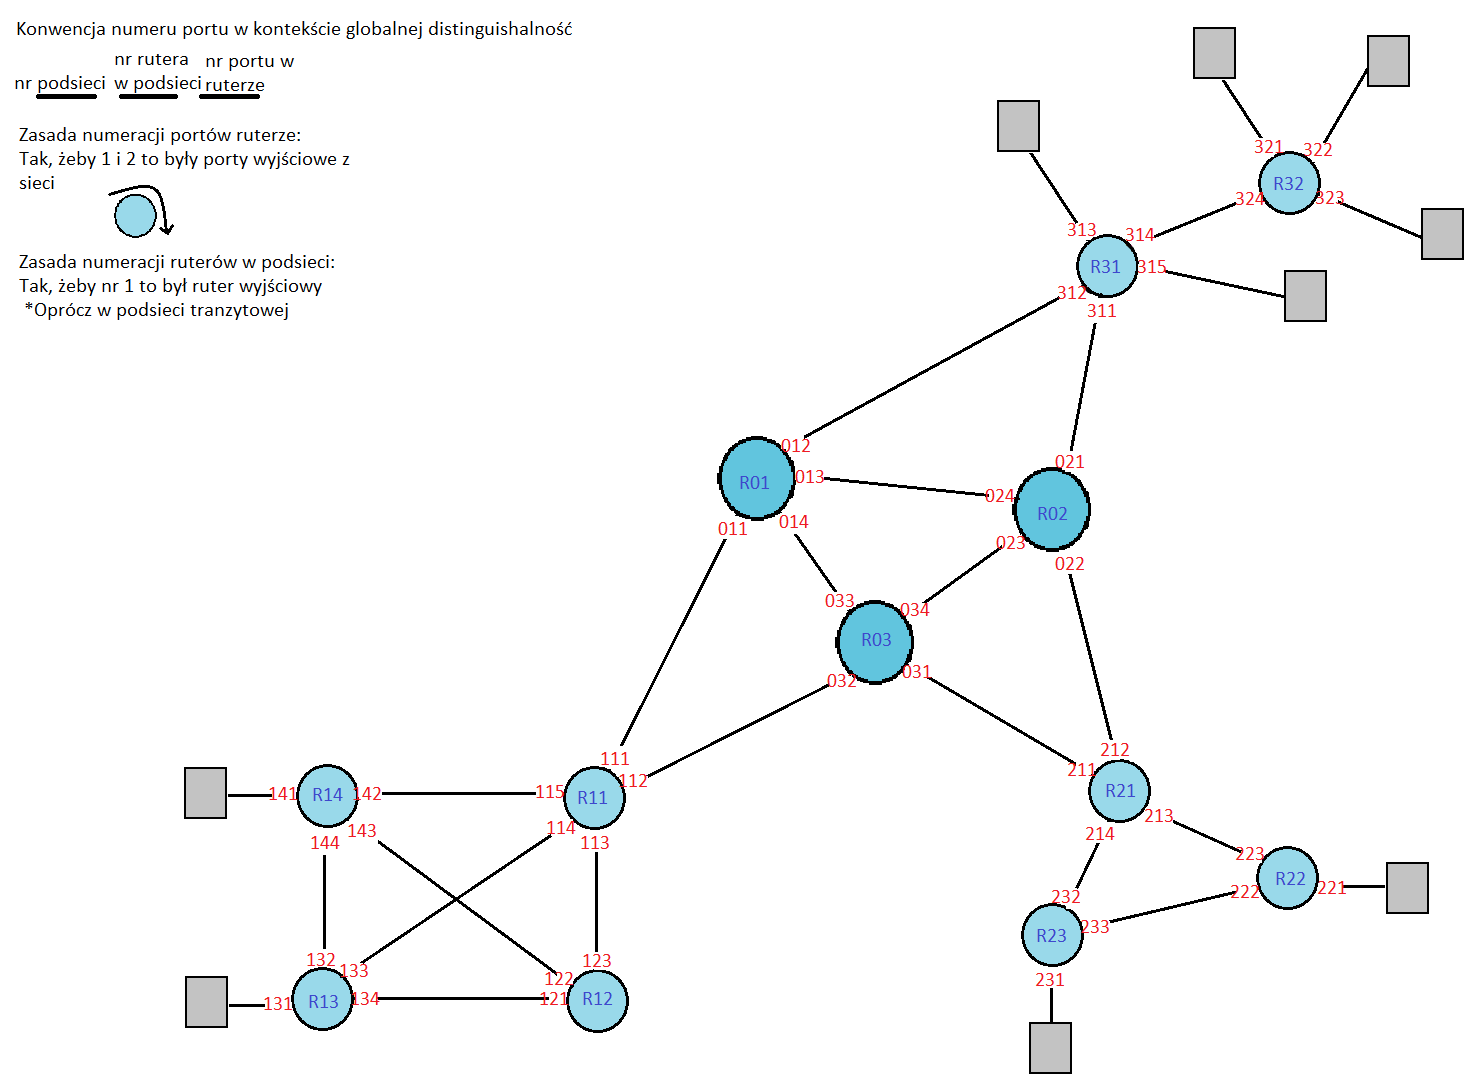 Konwencja numeru portu w kontekście globalnej distinguishalność
nr podsieci
nr rutera
w podsieci
nr portu w
ruterze
Zasada numeracji portów ruterze:
Tak, żeby 1 i 2 to były porty wyjściowe z
sieci
Zasada numeracji ruterów w podsieci:
Tak, żeby nr 1 to był ruter wyjściowy
*Oprócz w podsieci tranzytowej
321
322
R32
324
323
313
314
R31
315
312
311
012
R01
013
011
014
021
024
R02
023
022
033
034
R03
032
031
111
112
115
R11
114
113
141
R14
142
143
144
132
133
131
R13
134
123
122
121
R12
212
211
R21
213
214
223
222
R22
221
232
R23
233
231